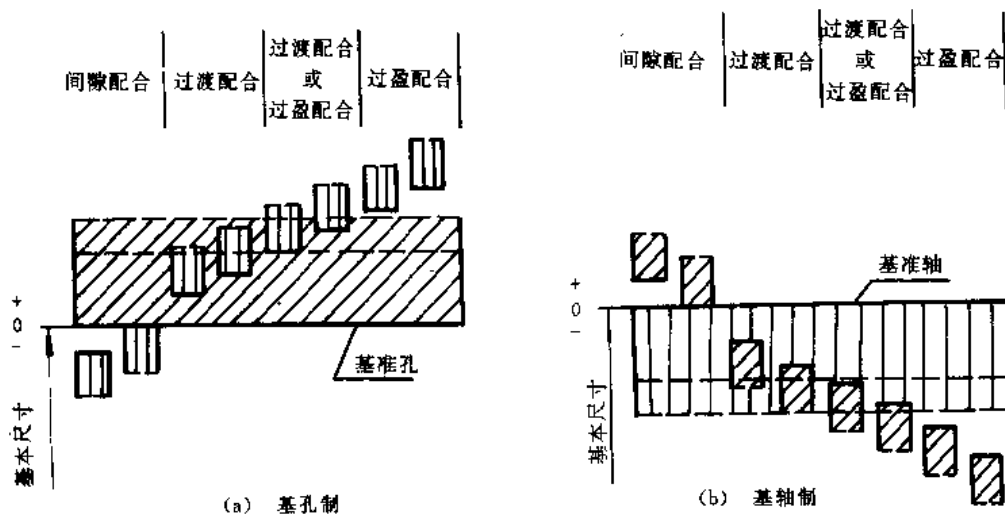 间隙配合
过渡配合
过渡配合
或
过盈配合
过盈配合
+
0
-
基本尺寸
基准孔
(a) 基孔制
间隙配合
过渡配合
过渡配合
或
过盈配合
过盈配合
+
0
-
基本尺寸
基准轴
(b) 基轴制